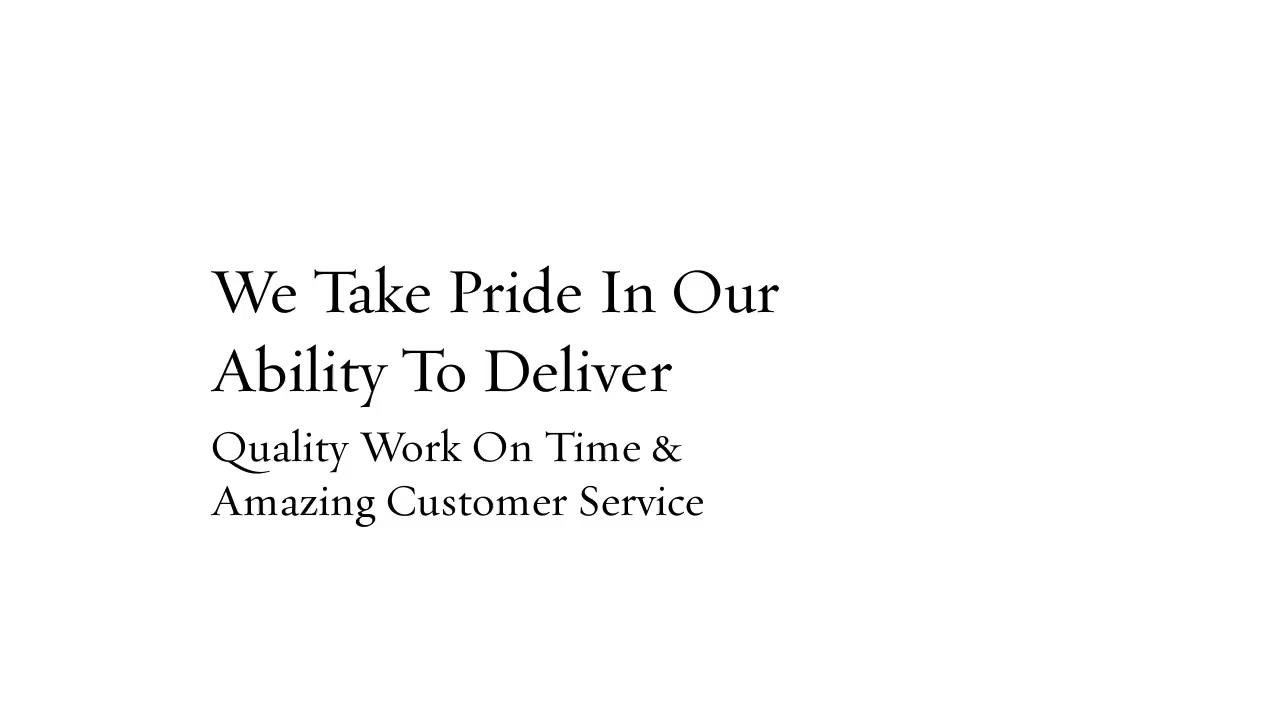 We Take Pride In Our
Ability To Deliver
Quality Work On Time &
Amazing Customer Service